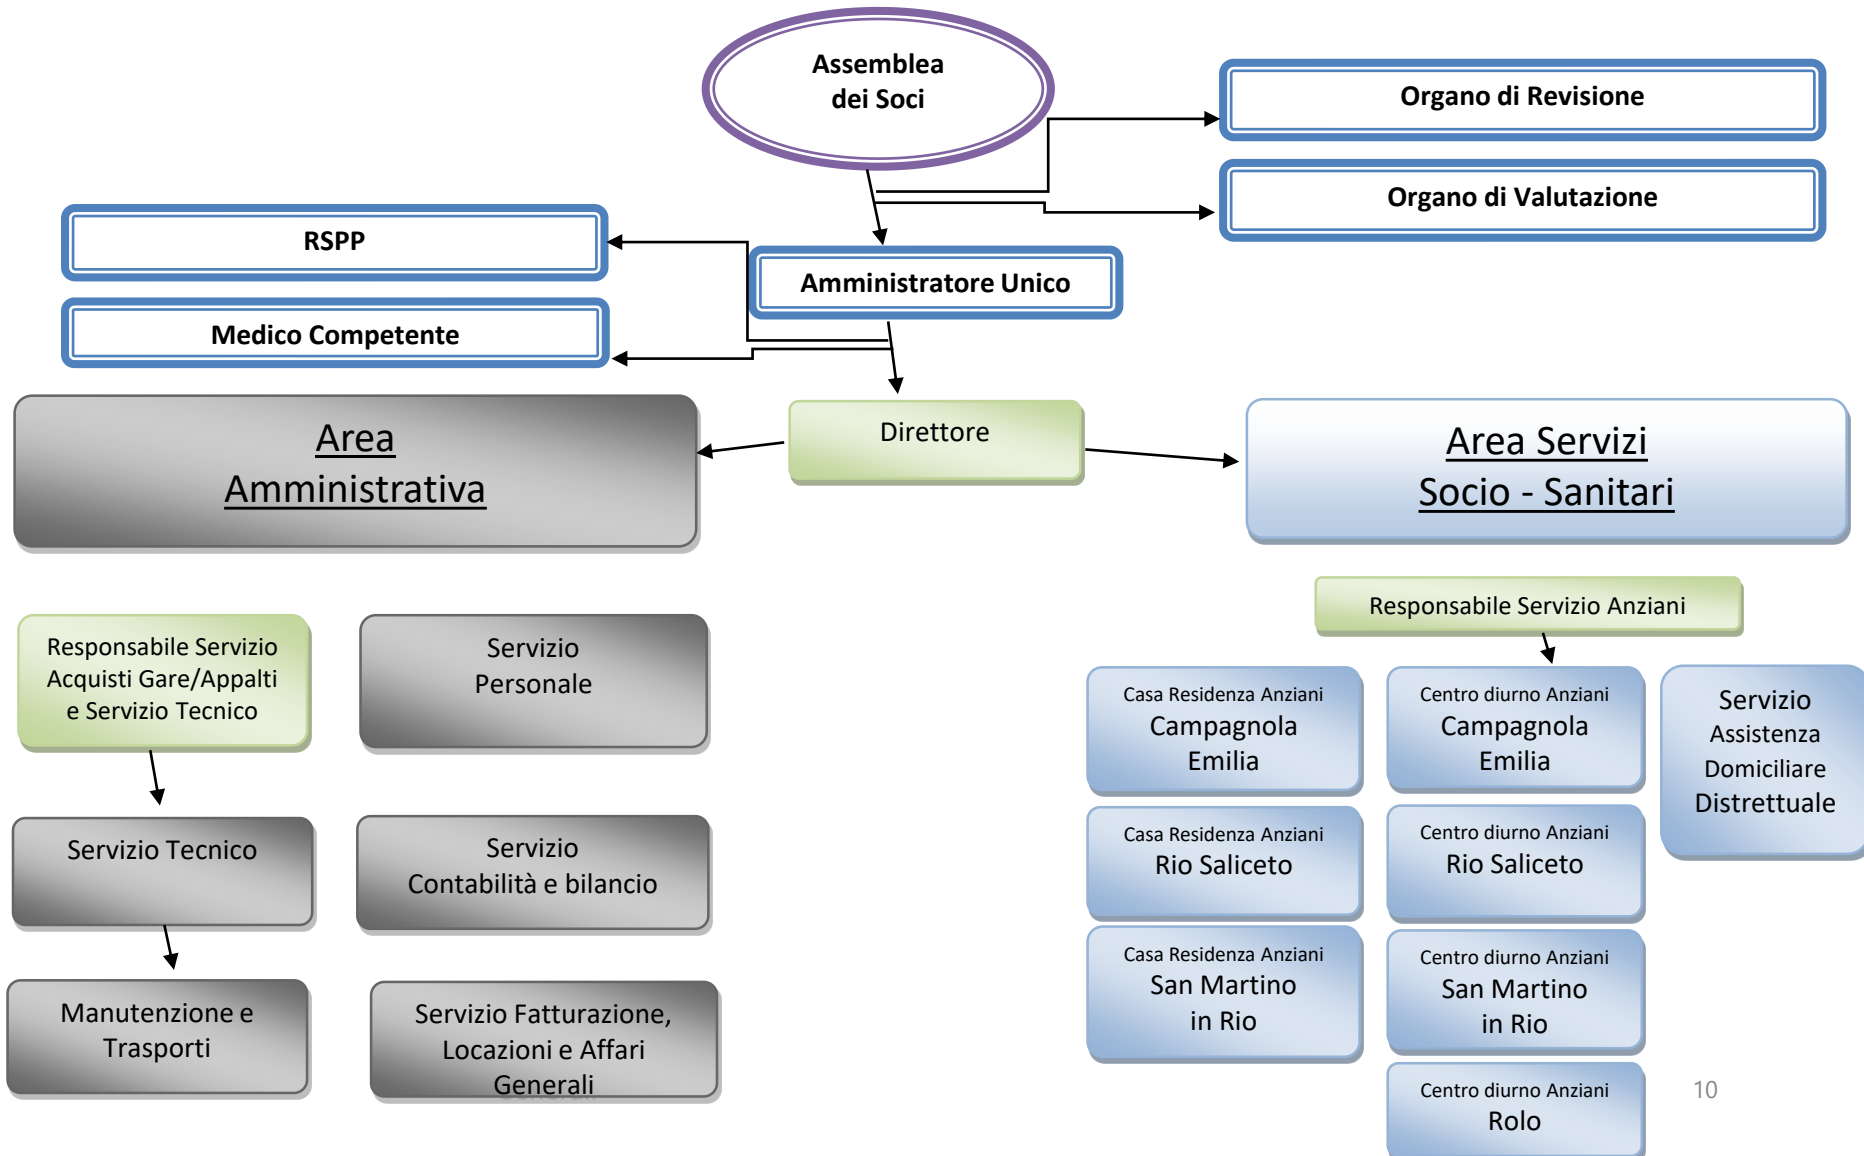 Assemblea
dei Soci
Organo di Revisione
Organo di Valutazione
RSPP
Amministratore Unico
Medico Competente
Area
Amministrativa
Direttore
Area Servizi
Socio - Sanitari
Responsabile Servizio
Acquisti Gare/Appalti
e Servizio Tecnico
Servizio
Personale
Servizio Tecnico
Servizio
Contabilità e bilancio
Manutenzione e
Trasporti
Servizio Fatturazione,
Locazioni e Affari
Generali
Responsabile Servizio Anziani
Casa Residenza Anziani
Campagnola
Emilia
Centro diurno Anziani
Campagnola
Emilia
Servizio
Assistenza
Domiciliare
Distrettuale
Casa Residenza Anziani
Rio Saliceto
Centro diurno Anziani
Rio Saliceto
Casa Residenza Anziani
San Martino
in Rio
Centro diurno Anziani
San Martino
in Rio
Centro diurno Anziani
Rolo
10